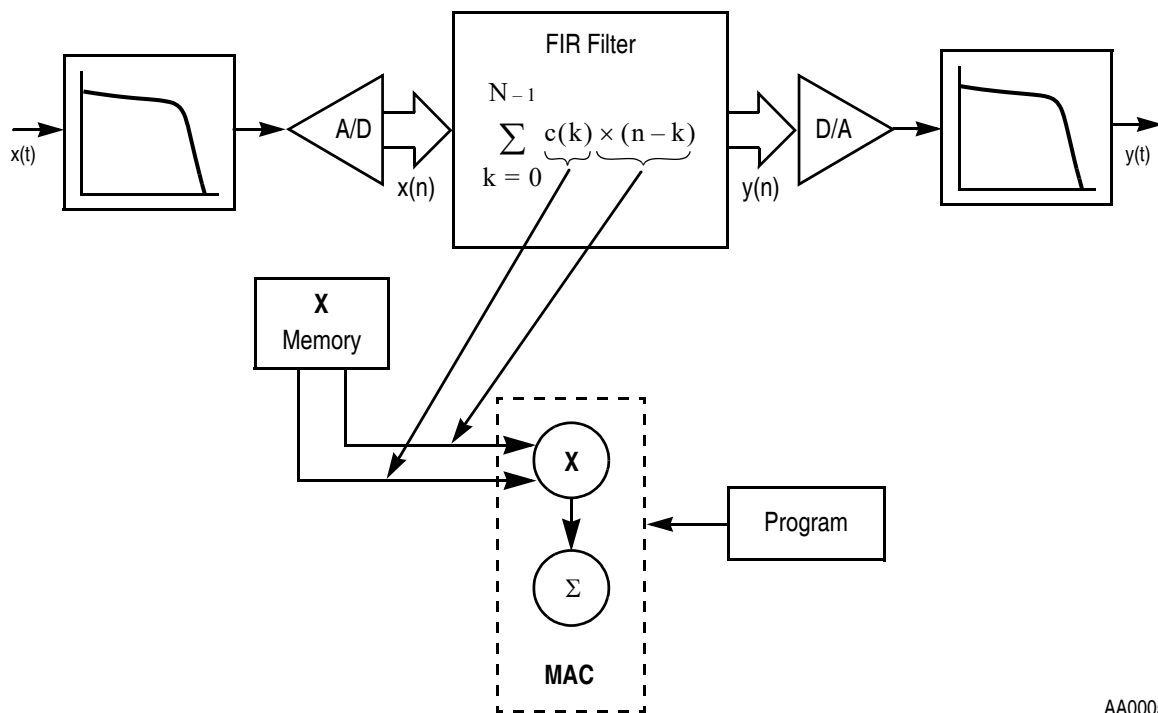 FIR Filter
N – 1
∑ c(k) × (n – k)
k = 0
x(t)
A/D
x(n)
y(n)
D/A
y(t)
X
Memory
X
Σ
MAC
Program